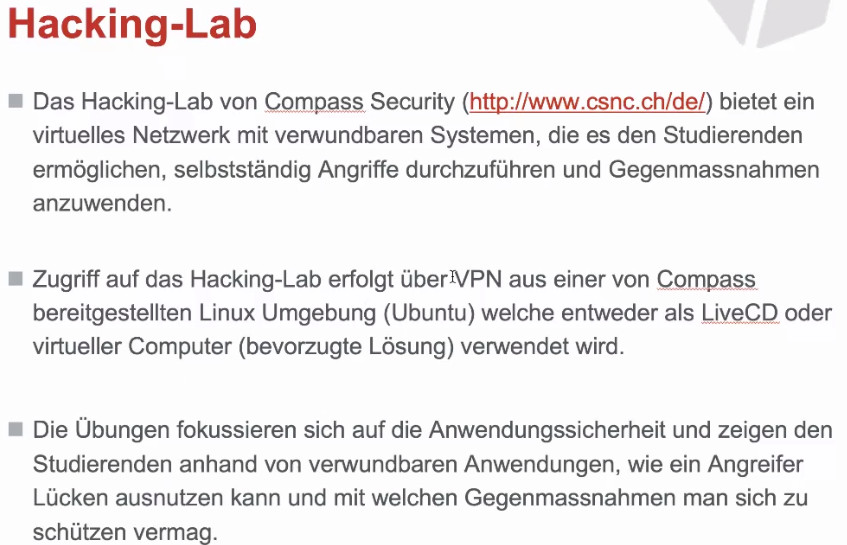 Hacking-Lab
Das Hacking-Lab von Compass Security (http://www.csnc.ch/de/) bietet ein
virtuelles Netzwerk mit verwundbaren Systemen, die es den Studierenden
ermöglichen, selbstständig Angriffe durchzuführen und Gegenmassnahmen
anzuwenden.
Zugriff auf das Hacking-Lab erfolgt über VPN aus einer von Compass
bereitgestellten Linux Umgebung (Ubuntu) welche entweder als LiveCD oder
virtueller Computer (bevorzugte Lösung) verwendet wird.
Die Übungen fokussieren sich auf die Anwendungssicherheit und zeigen den
Studierenden anhand von verwundbaren Anwendungen, wie ein Angreifer
Lücken ausnutzen kann und mit welchen Gegenmassnahmen man sich zu
schützen vermag.